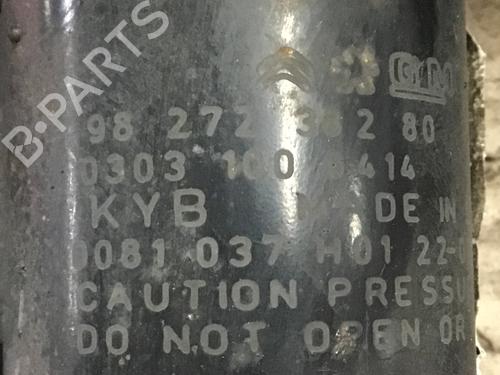 B-PARTS
GM
98 272 3 2 80
0303 100 414
KYB M DE IN
0081 037 H01 22-
CAUTION PRESSU
DO NOT OPEN OR